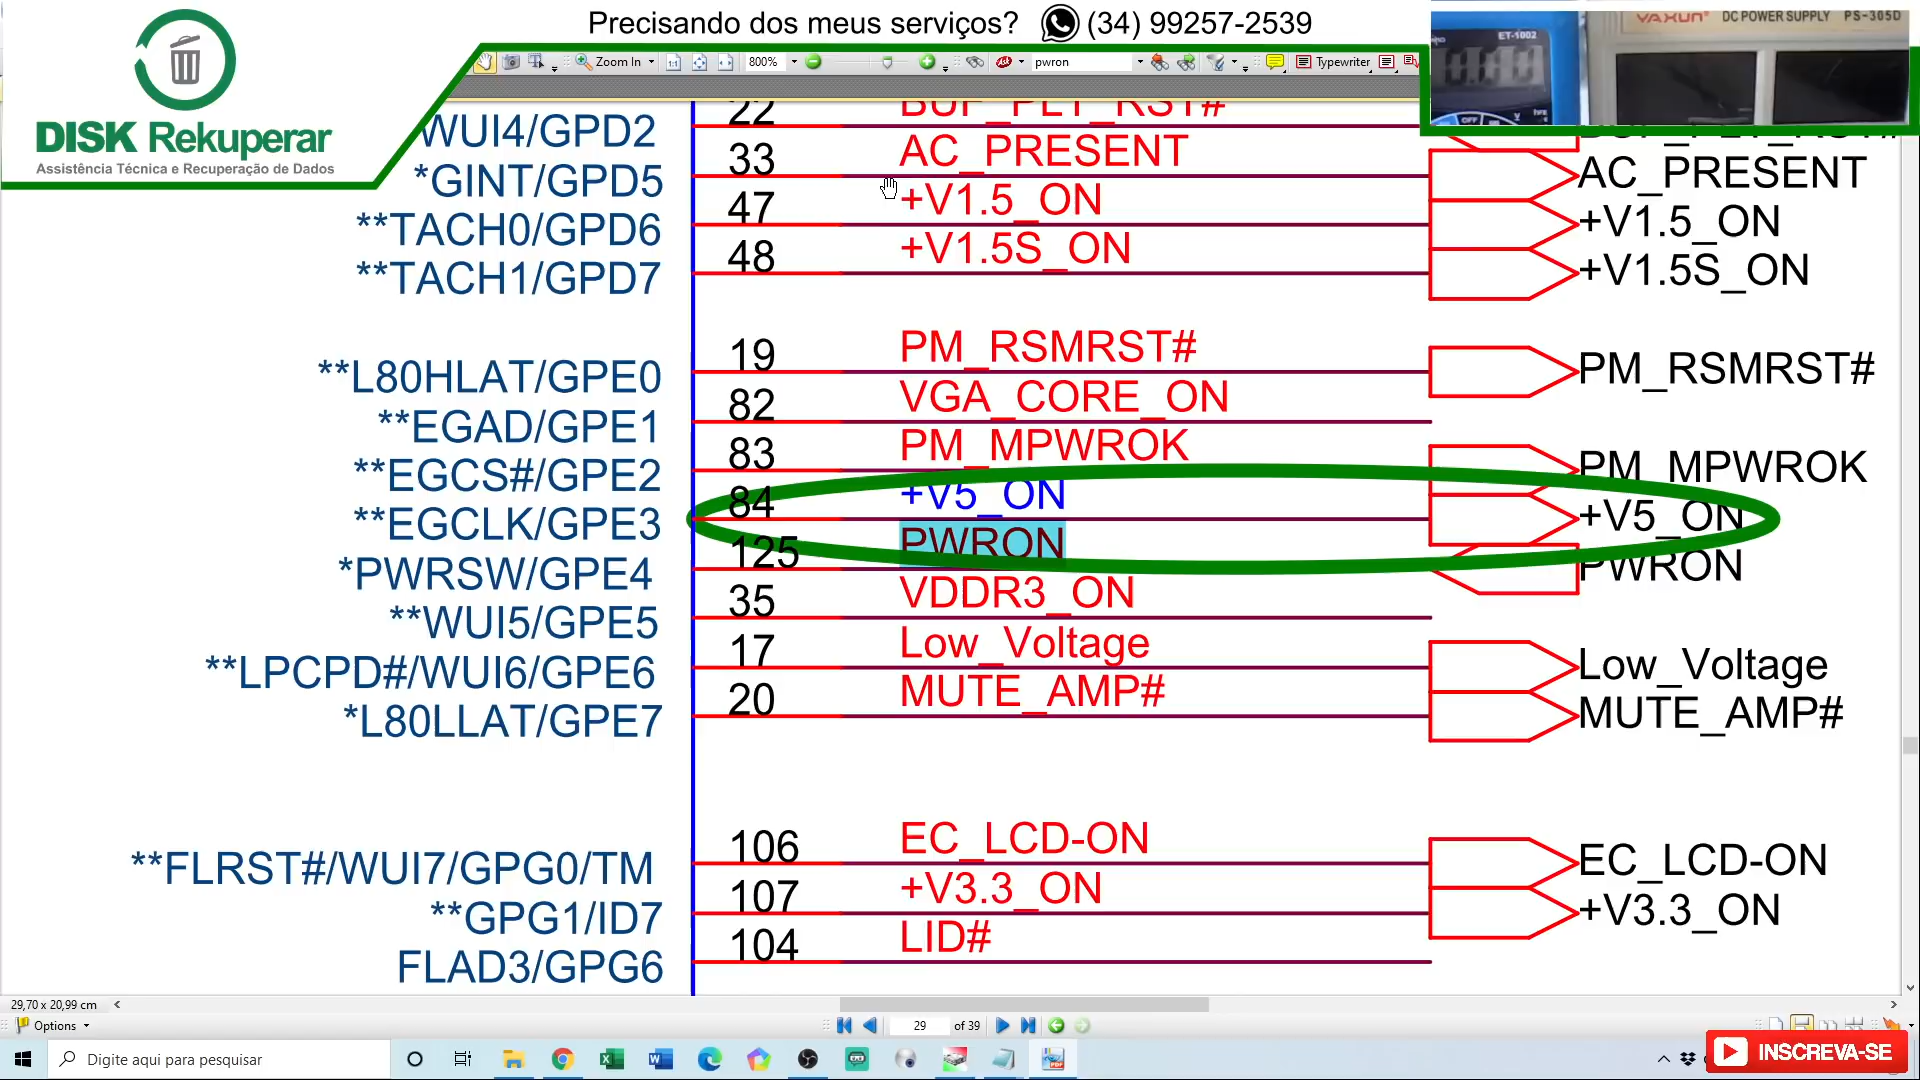 Precisando dos meus serviços? (34) 99257-2539
DISK Rekuperar
Assistência Técnica e Recuperação de Dados
Zoom In 800% pwron Typewriter
YAXUN DC POWER SUPPLY PS-305D
ET-1002
OFF
22 BUF_PLT_RST#
WUI4/GPD2
33 AC_PRESENT AC_PRESENT
*GINT/GPD5
47 +V1.5_ON +V1.5_ON
**TACH0/GPD6
48 +V1.5S_ON +V1.5S_ON
**TACH1/GPD7
19 PM_RSMRST# PM_RSMRST#
**L80HLAT/GPE0
82 VGA_CORE_ON
**EGAD/GPE1
83 PM_MPWROK PM_MPWROK
**EGCS#/GPE2
84 +V5_ON +V5_ON
**EGCLK/GPE3
125 PWRON PWRON
*PWRSW/GPE4
35 VDDR3_ON
**WUI5/GPE5
17 Low_Voltage Low_Voltage
**LPCPD#/WUI6/GPE6
20 MUTE_AMP# MUTE_AMP#
*L80LLAT/GPE7
106 EC_LCD-ON EC_LCD-ON
**FLRST#/WUI7/GPG0/TM
107 +V3.3_ON +V3.3_ON
**GPG1/ID7
104 LID#
FLAD3/GPG6
29,70 x 20,99 cm
Options 29 of 39
Digite aqui para pesquisar
INSCREVA-SE